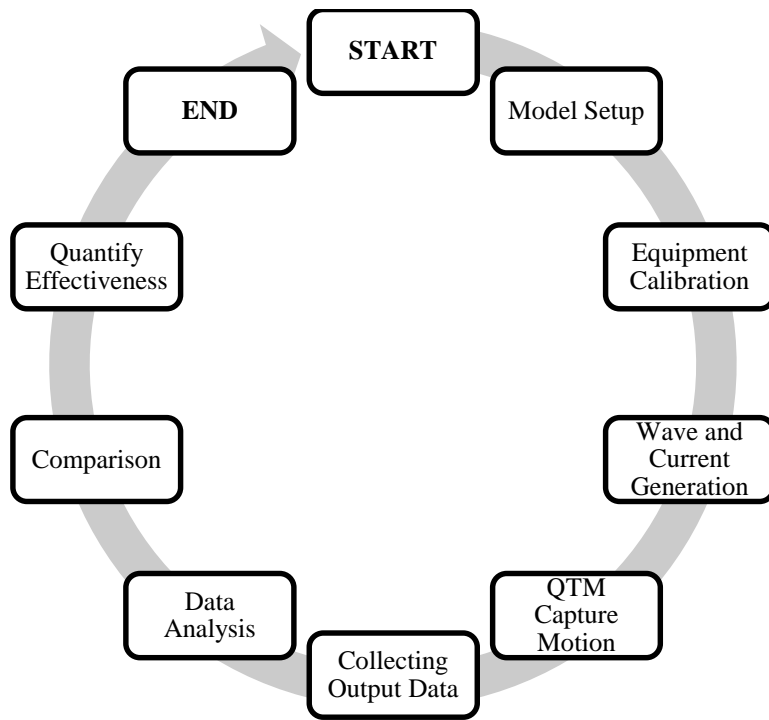 START
Model Setup
Equipment
Calibration
Wave and
Current
Generation
QTM
Capture
Motion
Collecting
Output Data
Data
Analysis
Comparison
Quantify
Effectiveness
END